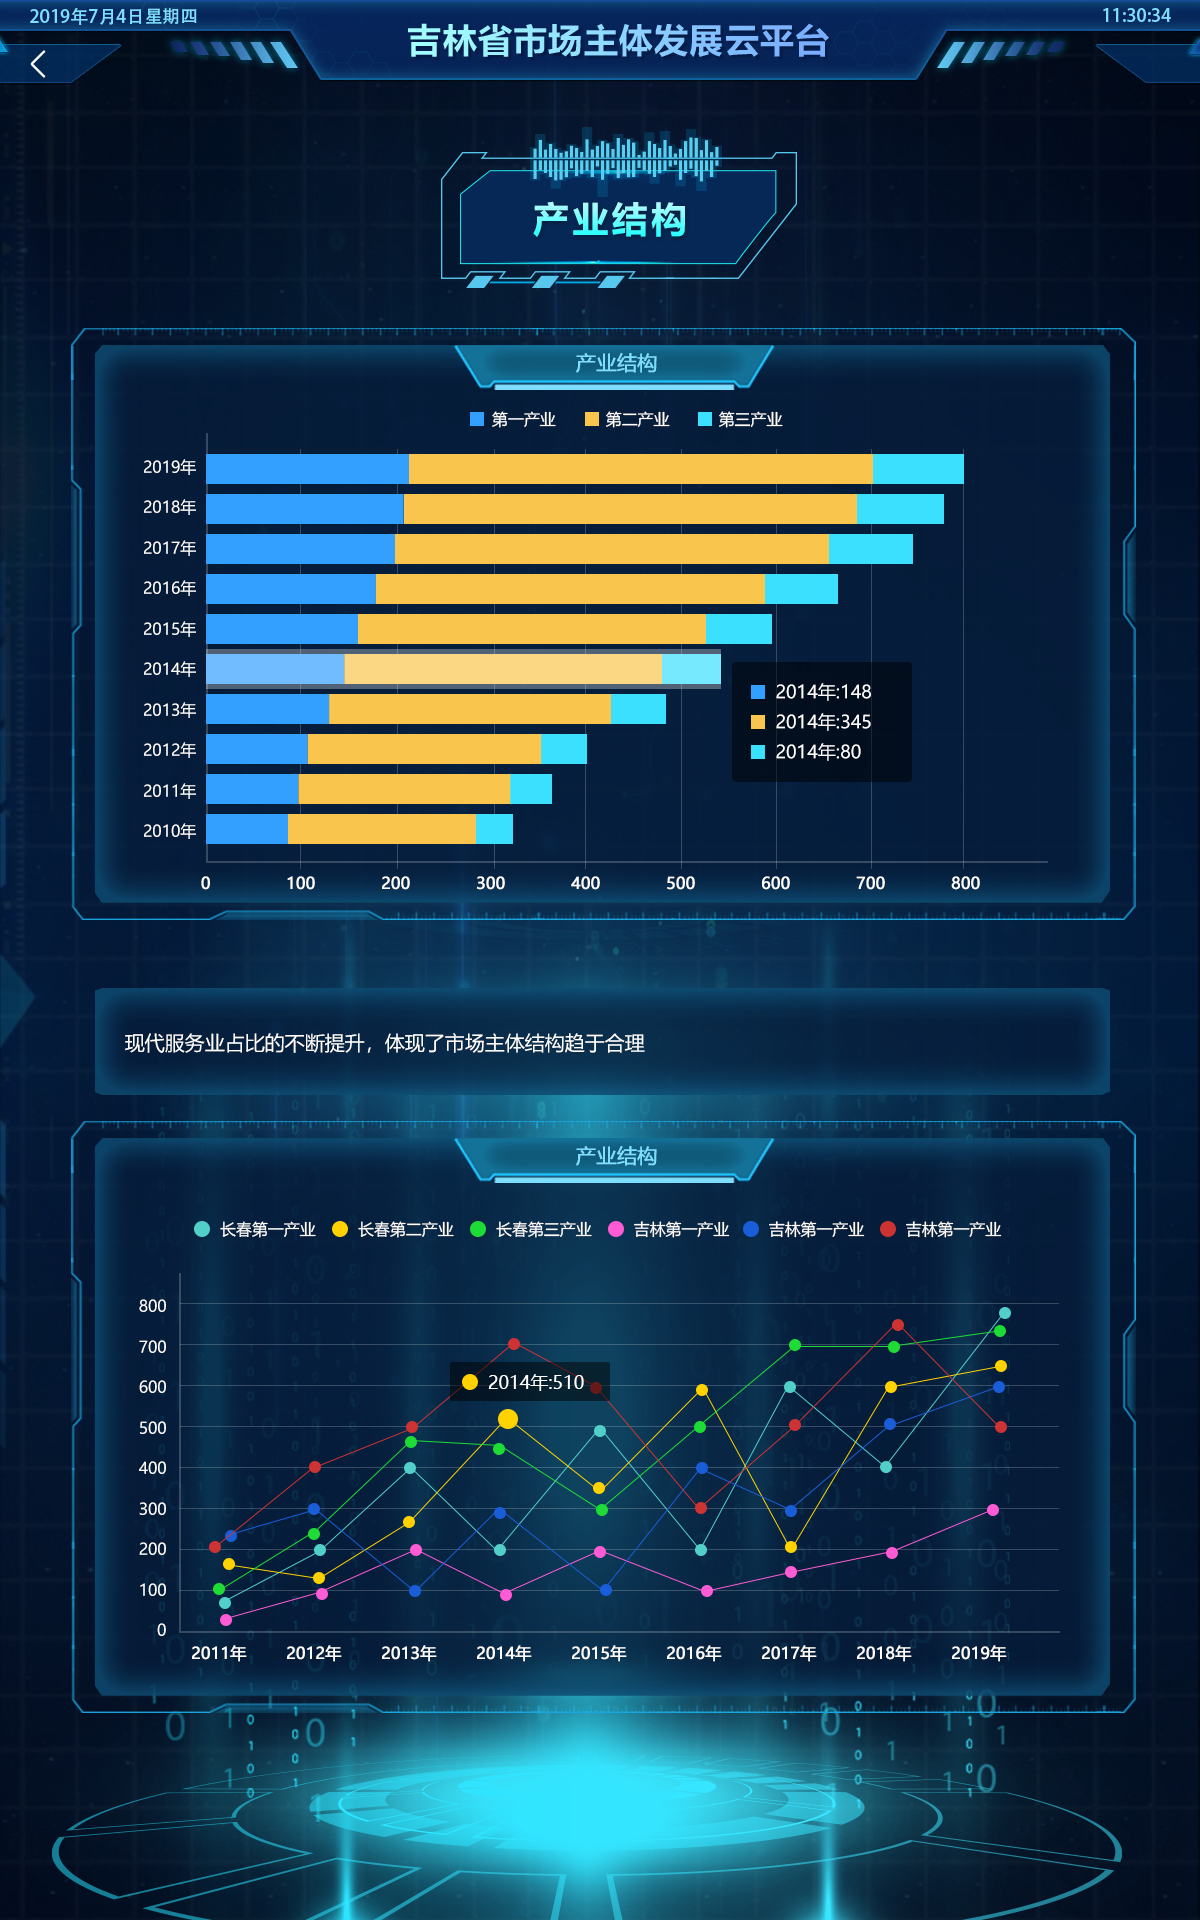 2019年7月4日星期四
吉林省市场主体发展云平台
11:30:34
产业结构
产业结构
第一产业 第二产业 第三产业
2019年
2018年
2017年
2016年
2015年
2014年
2013年
2012年
2011年
2010年
2014年:148
2014年:345
2014年:80
0 100 200 300 400 500 600 700 800
现代服务业占比的不断提升，体现了市场主体结构趋于合理
产业结构
长春第一产业 长春第二产业 长春第三产业 吉林第一产业 吉林第一产业 吉林第一产业
800
700
600
500
400
300
200
100
0
2014年:510
2011年 2012年 2013年 2014年 2015年 2016年 2017年 2018年 2019年